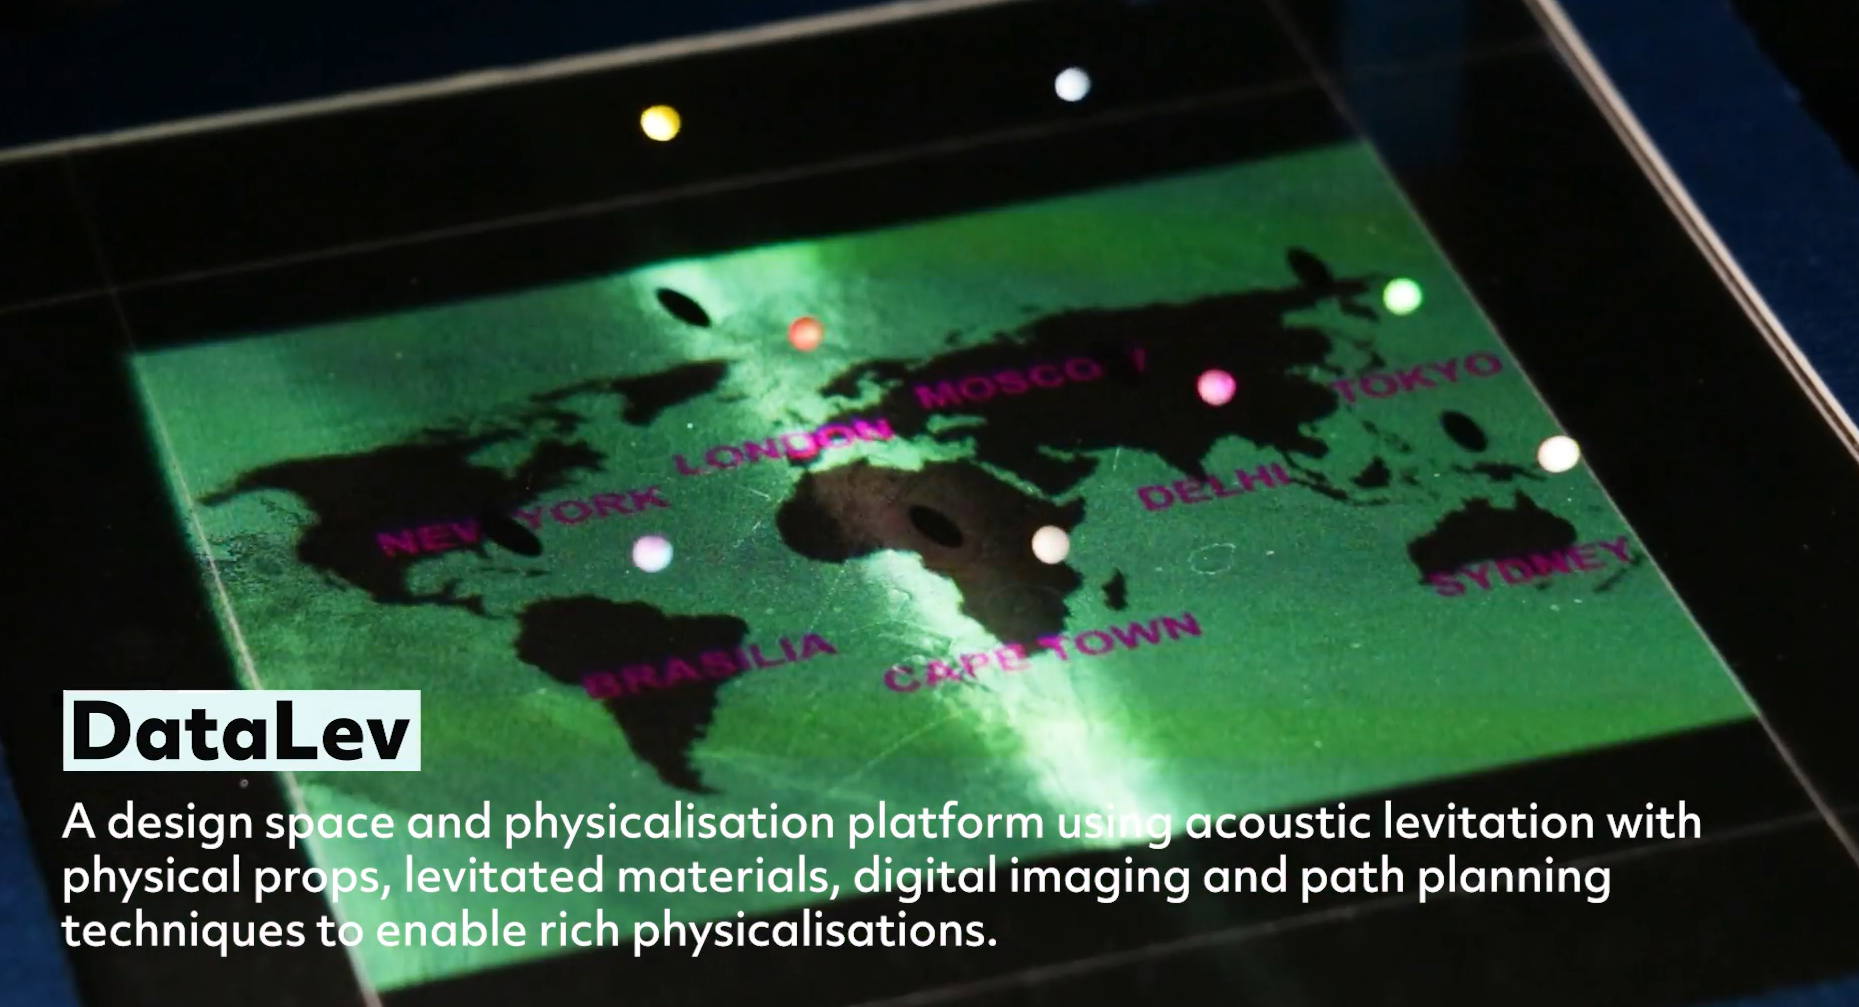 MOSCOW
TOKYO
LONDON
DELHI
NEW YORK
SYDNEY
BRASILIA
CAPE TOWN
DataLev
A design space and physicalisation platform using acoustic levitation with
physical props, levitated materials, digital imaging and path planning
techniques to enable rich physicalisations.